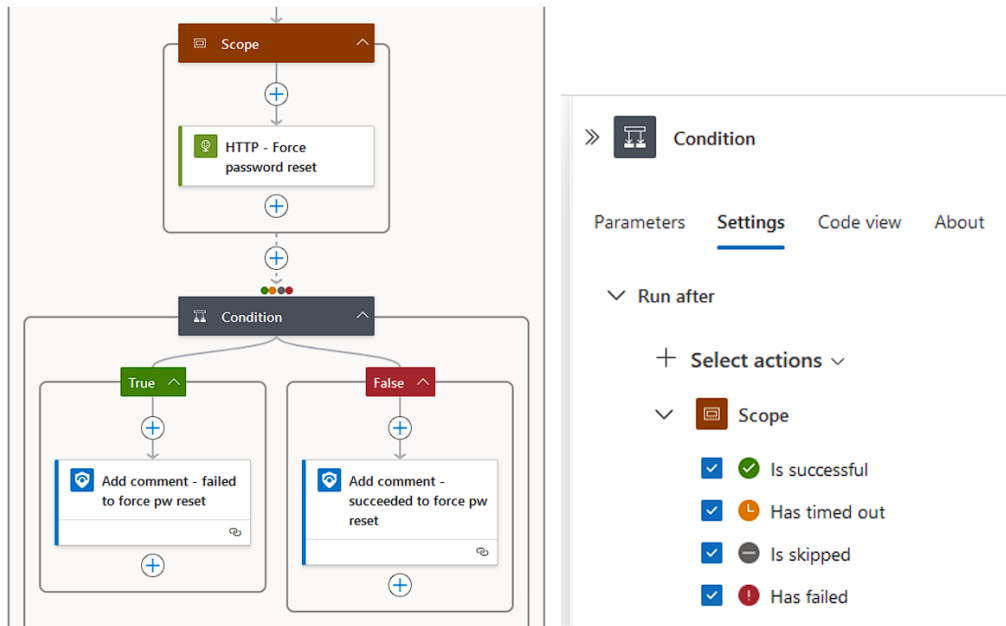 Scope
HTTP - Force
password reset
Condition
True
False
Add comment - failed
to force pw reset
Add comment -
succeeded to force pw
reset
Condition
Parameters
Settings
Code view
About
Run after
Select actions
Scope
Is successful
Has timed out
Is skipped
Has failed